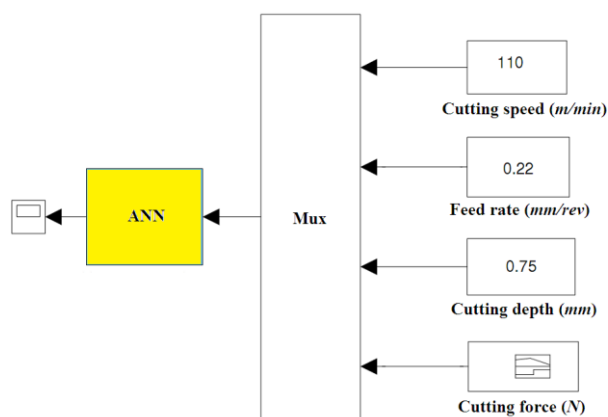 110
Cutting speed (m/min)
0.22
Feed rate (mm/rev)
ANN
Mux
0.75
Cutting depth (mm)
Cutting force (N)